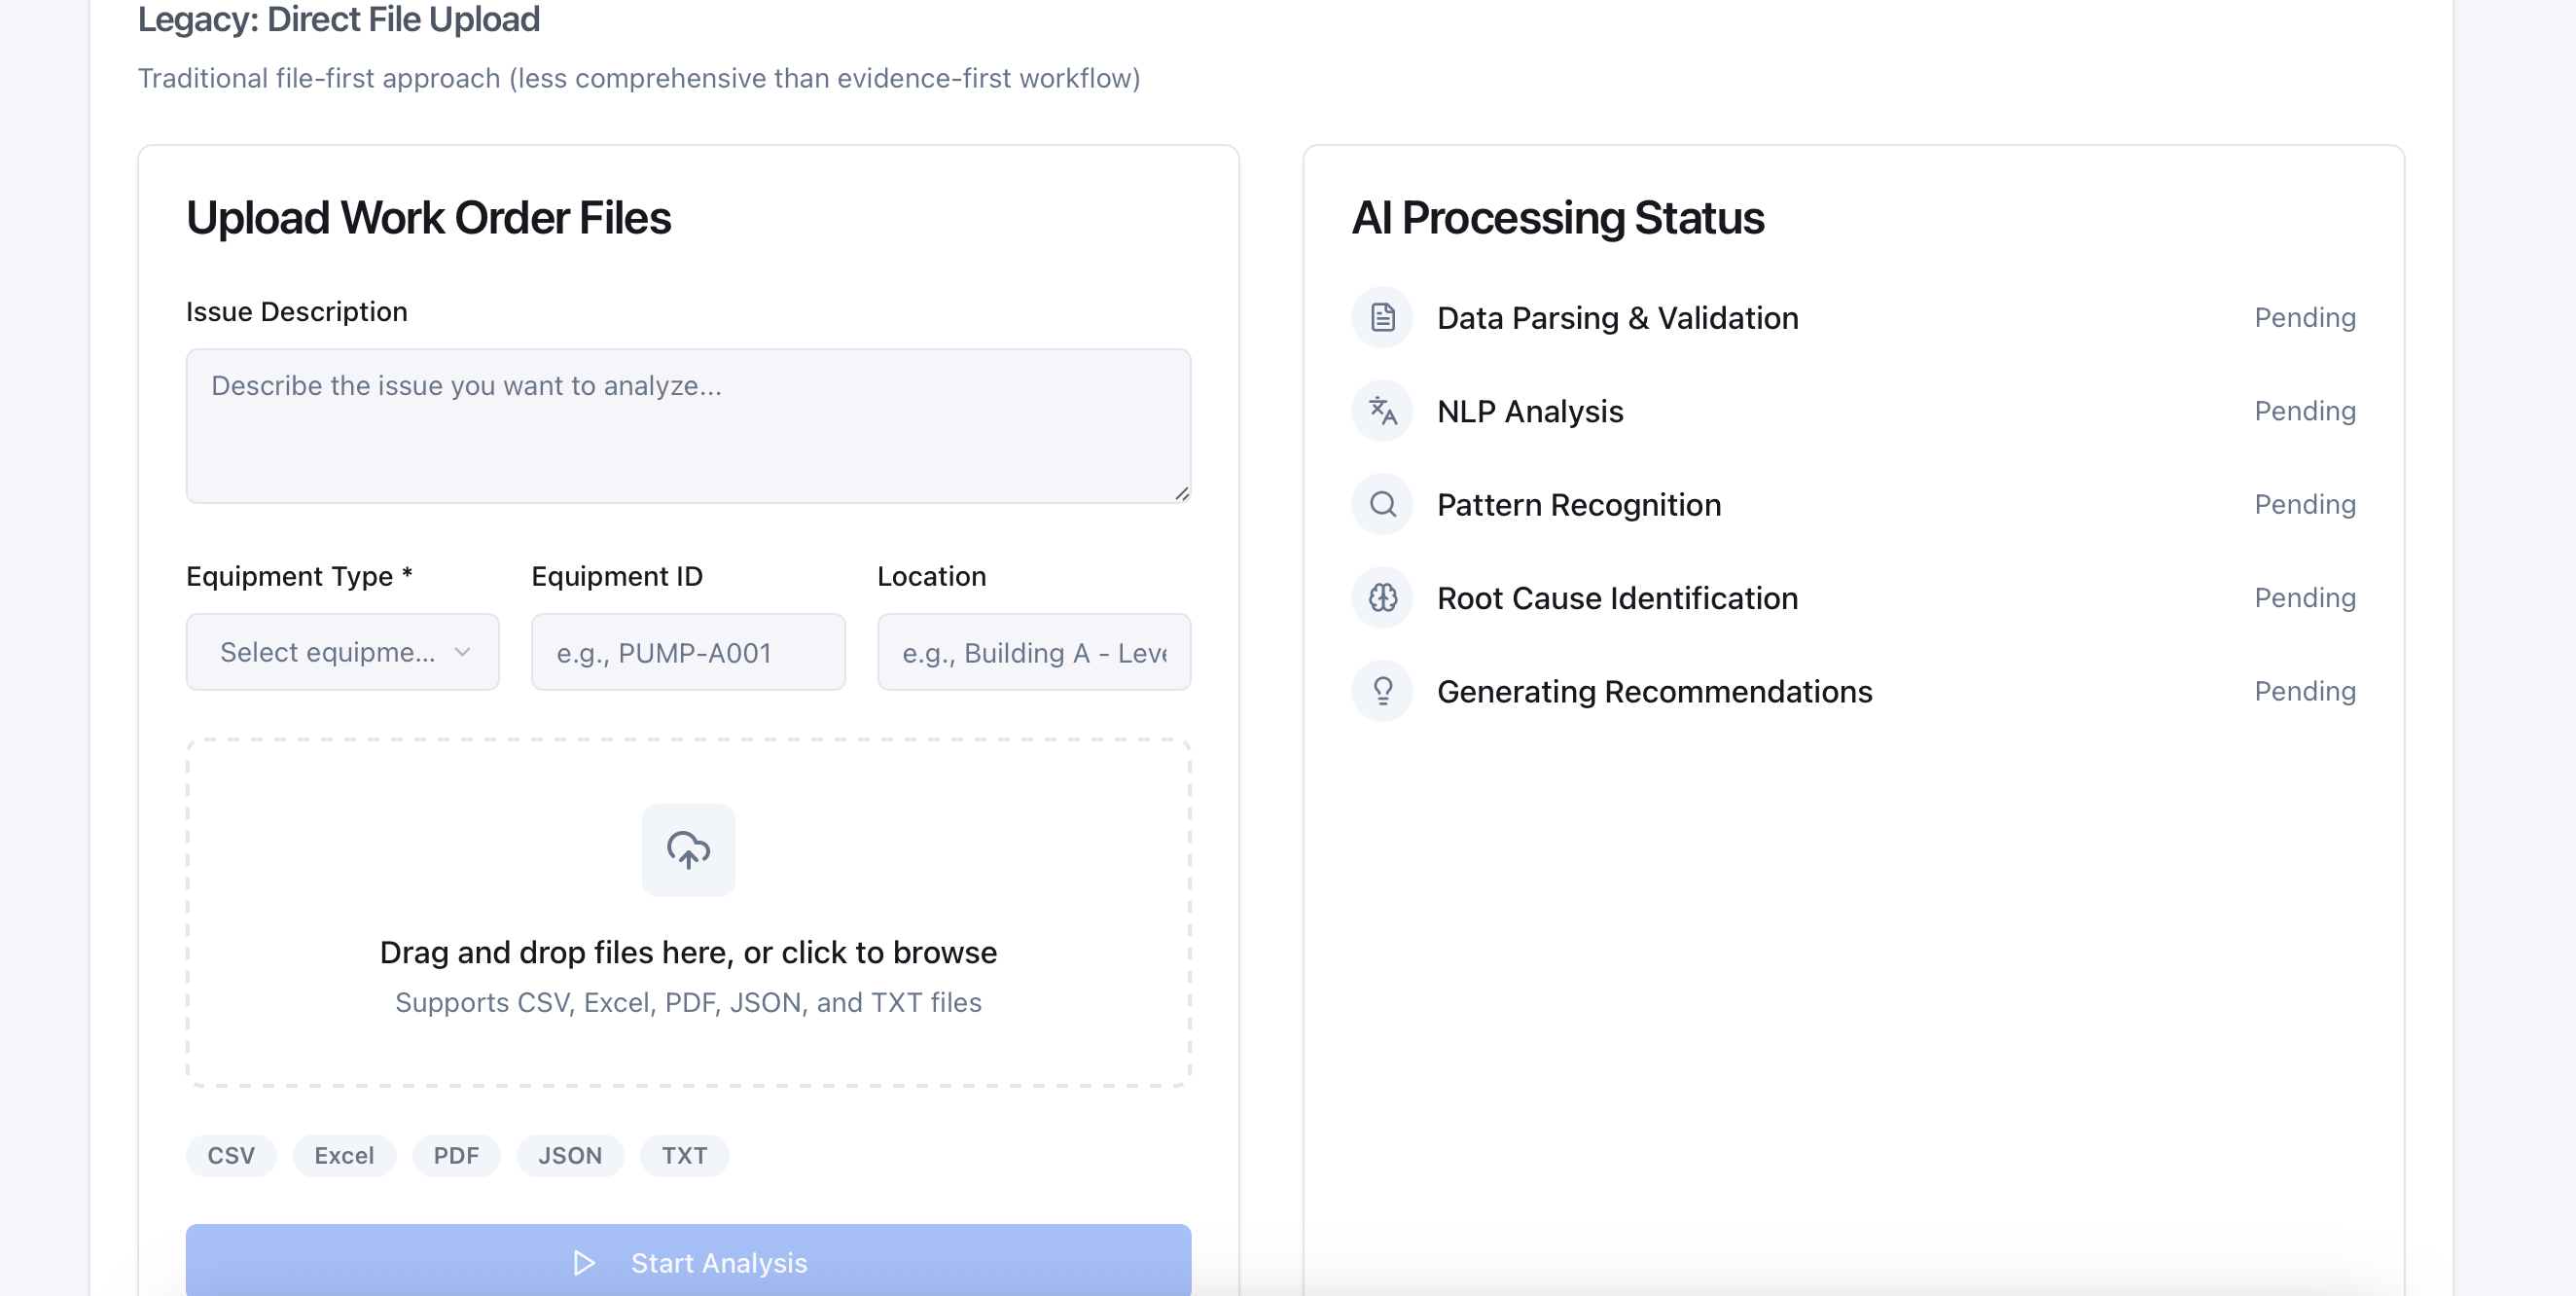 Legacy: Direct File Upload
Traditional file-first approach (less comprehensive than evidence-first workflow)
Upload Work Order Files
Issue Description
Describe the issue you want to analyze...
Equipment Type *
Equipment ID
Location
Select equipme...
e.g., PUMP-A001
e.g., Building A - Leve
Drag and drop files here, or click to browse
Supports CSV, Excel, PDF, JSON, and TXT files
CSV
Excel
PDF
JSON
TXT
Start Analysis
AI Processing Status
Data Parsing & Validation
Pending
NLP Analysis
Pending
Pattern Recognition
Pending
Root Cause Identification
Pending
Generating Recommendations
Pending